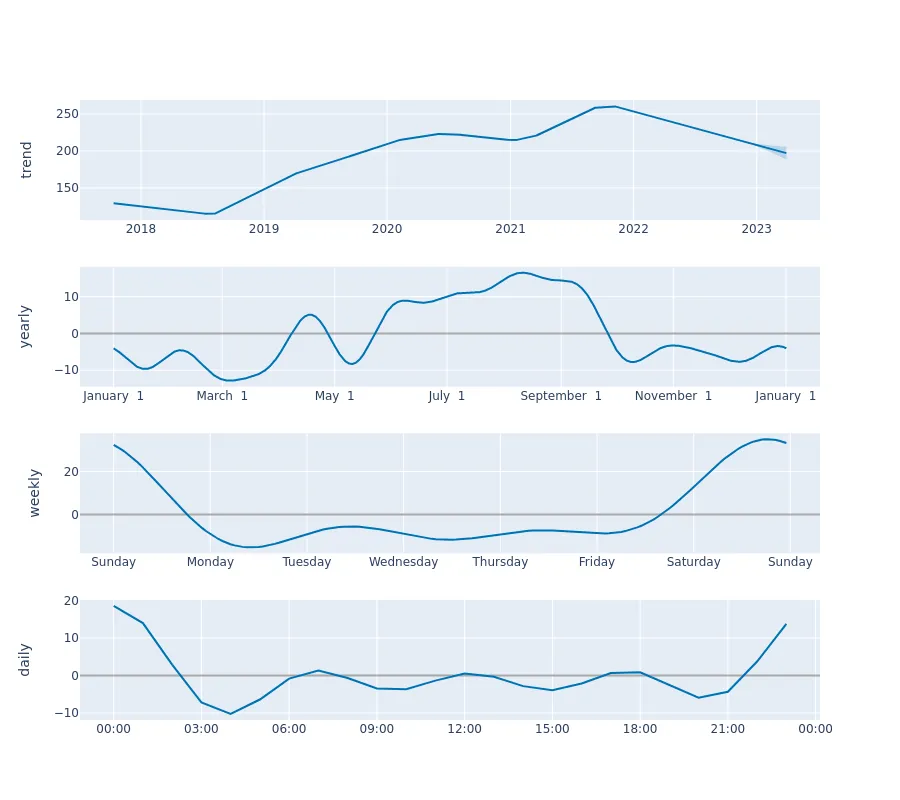 trend
250
200
150
2018 2019 2020 2021 2022 2023
yearly
10
0
−10
January 1 March 1 May 1 July 1 September 1 November 1 January 1
weekly
20
0
Sunday Monday Tuesday Wednesday Thursday Friday Saturday Sunday
daily
20
10
0
−10
00:00 03:00 06:00 09:00 12:00 15:00 18:00 21:00 00:00